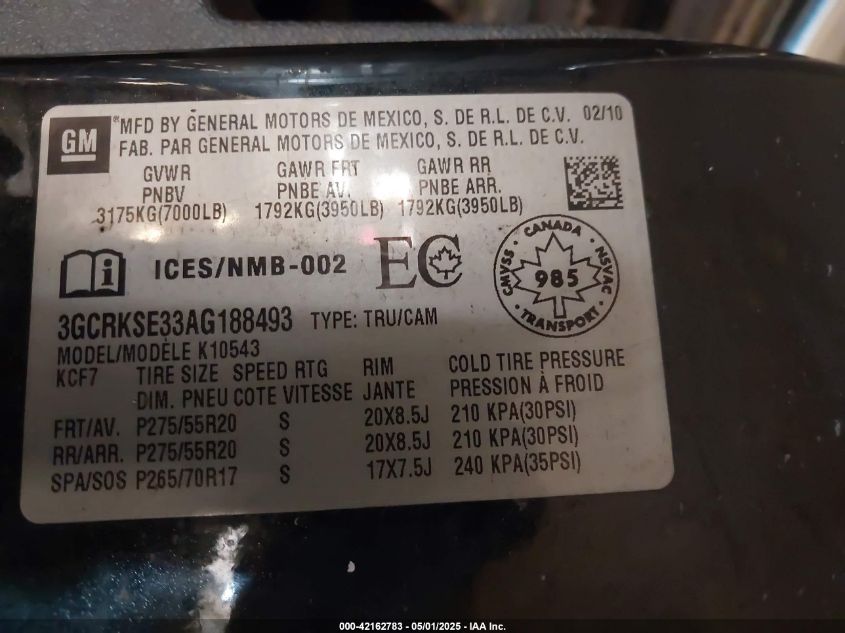 GM
MFD BY GENERAL MOTORS DE MEXICO, S. DE R.L. DE C.V. 02/10
FAB. PAR GENERAL MOTORS DE MEXICO, S. DE R.L. DE C.V.
GVWR GAWR FRT GAWR RR
PNBV PNBE AV. PNBE ARR.
3175KG(7000LB) 1792KG(3950LB) 1792KG(3950LB)
i ICES/NMB-002 EC
CMVSS CANADA NSVAC
985
TRANSPORT
3GCRKSE33AG188493 TYPE: TRU/CAM
MODEL/MODÈLE K10543
KCF7 TIRE SIZE SPEED RTG RIM COLD TIRE PRESSURE
DIM. PNEU COTE VITESSE JANTE PRESSION À FROID
FRT/AV. P275/55R20 S 20X8.5J 210 KPA(30PSI)
RR/ARR. P275/55R20 S 20X8.5J 210 KPA(30PSI)
SPA/SOS P265/70R17 S 17X7.5J 240 KPA(35PSI)
000-42162783 - 05/01/2025 - IAA Inc.